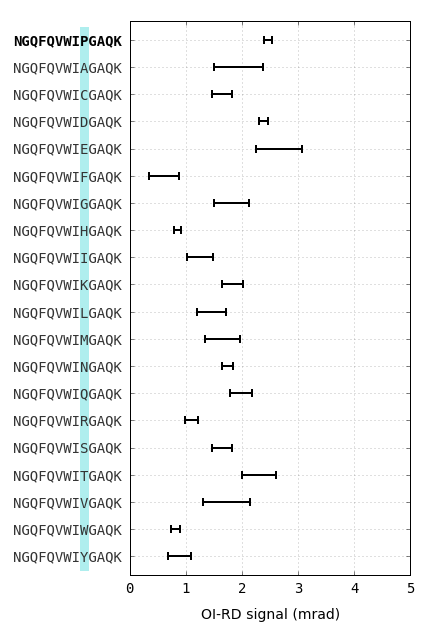 NGQFQVWIPGAQK
NGQFQVWIAGAQK
NGQFQVWICGAQK
NGQFQVWIDGAQK
NGQFQVWIEGAQK
NGQFQVWIFGAQK
NGQFQVWIGGAQK
NGQFQVWIHGAQK
NGQFQVWIIGAQK
NGQFQVWIKGAQK
NGQFQVWILGAQK
NGQFQVWIMGAQK
NGQFQVWINGAQK
NGQFQVWIQGAQK
NGQFQVWIRGAQK
NGQFQVWISGAQK
NGQFQVWITGAQK
NGQFQVWIVGAQK
NGQFQVWIWGAQK
NGQFQVWIYGAQK
0 1 2 3 4 5
OI-RD signal (mrad)